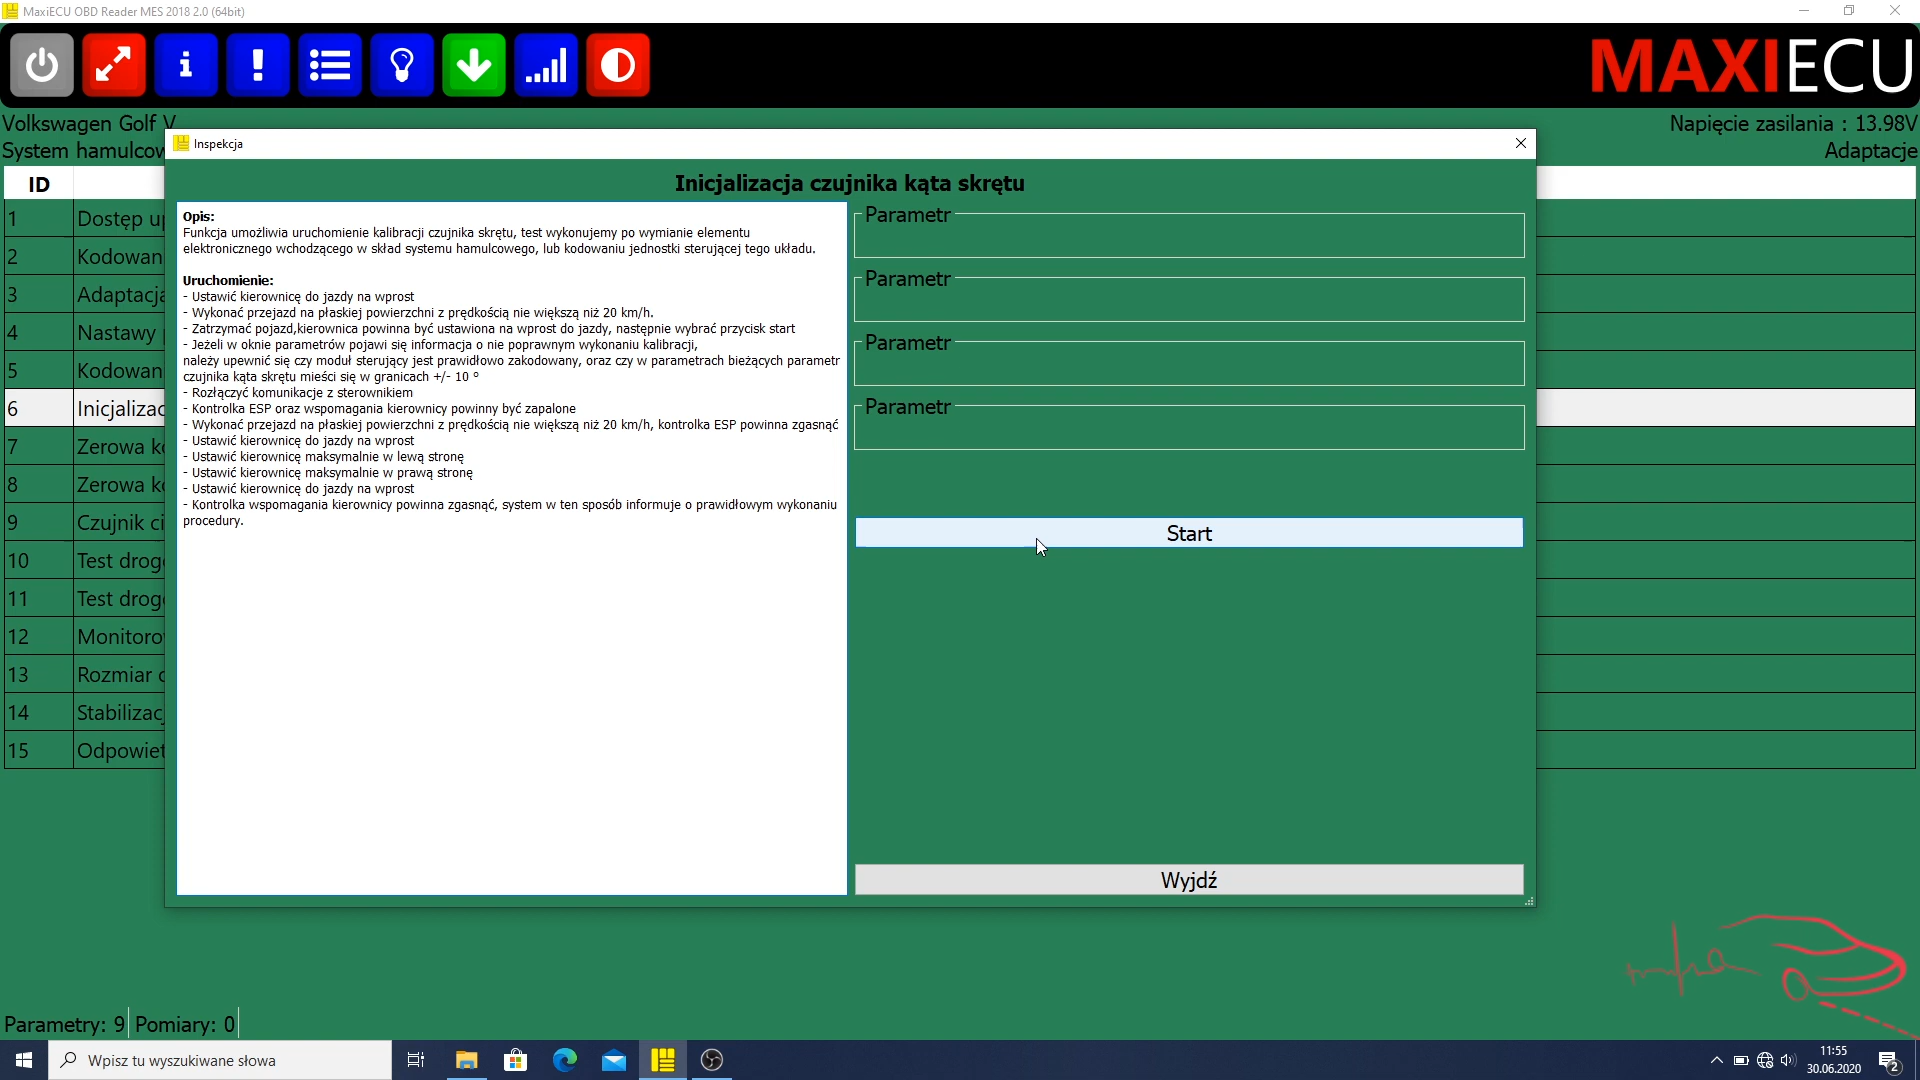 MaxiECU OBD Reader MES 2018 2.0 (64bit)
MAXIECU
Volkswagen Golf V
Napięcie zasilania : 13.98V
System hamulcow
Adaptacje
Inspekcja
Inicjalizacja czujnika kąta skrętu
ID
1 Dostęp up
2 Kodowan
3 Adaptacja
4 Nastawy p
5 Kodowan
6 Inicjalizac
7 Zerowa ko
8 Zerowa ko
9 Czujnik ci
10 Test drog
11 Test drog
12 Monitoro
13 Rozmiar o
14 Stabilizac
15 Odpowiet
Opis:
Funkcja umożliwia uruchomienie kalibracji czujnika skrętu, test wykonujemy po wymianie elementu
elektronicznego wchodzącego w skład systemu hamulcowego, lub kodowaniu jednostki sterującej tego układu.
Uruchomienie:
- Ustawić kierownicę do jazdy na wprost
- Wykonać przejazd na płaskiej powierzchni z prędkością nie większą niż 20 km/h.
- Zatrzymać pojazd,kierownica powinna być ustawiona na wprost do jazdy, następnie wybrać przycisk start
- Jeżeli w oknie parametrów pojawi się informacja o nie poprawnym wykonaniu kalibracji,
należy upewnić się czy moduł sterujący jest prawidłowo zakodowany, oraz czy w parametrach bieżących parametr
czujnika kąta skrętu mieści się w granicach +/- 10 º
- Rozłączyć komunikacje z sterownikiem
- Kontrolka ESP oraz wspomagania kierownicy powinny być zapalone
- Wykonać przejazd na płaskiej powierzchni z prędkością nie większą niż 20 km/h, kontrolka ESP powinna zgasnąć
- Ustawić kierownicę do jazdy na wprost
- Ustawić kierownicę maksymalnie w lewą stronę
- Ustawić kierownicę maksymalnie w prawą stronę
- Ustawić kierownicę do jazdy na wprost
- Kontrolka wspomagania kierownicy powinna zgasnąć, system w ten sposób informuje o prawidłowym wykonaniu
procedury.
Parametr
Parametr
Parametr
Parametr
Start
Wyjdź
Parametry: 9 Pomiary: 0
Wpisz tu wyszukiwane słowa
11:55
30.06.2020
2